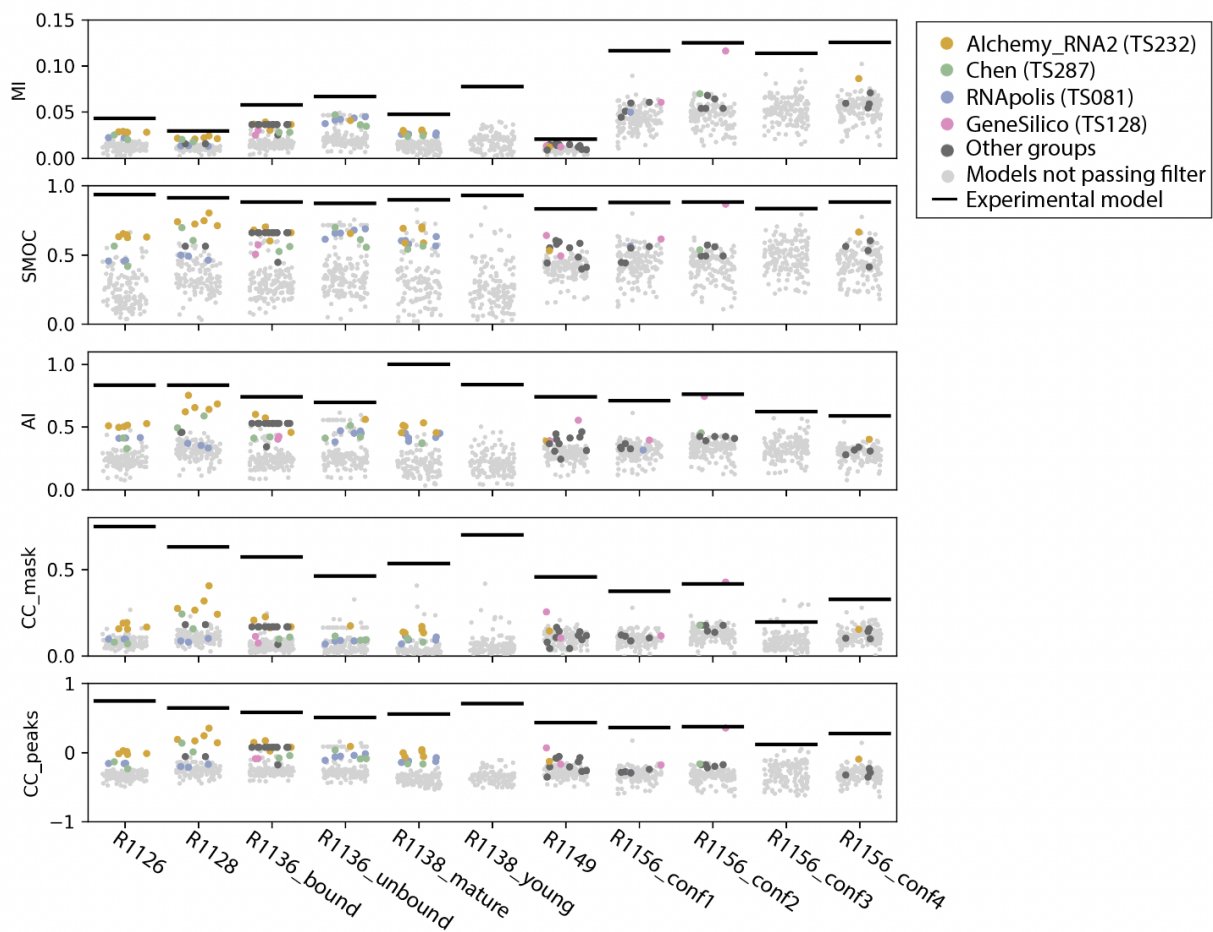 0.15
0.10
0.05
0.00
MI
1.0
0.5
0.0
SMOC
1.0
0.5
0.0
AI
0.5
0.0
CC_mask
1
0
−1
CC_peaks
R1126
R1128
R1136_bound
R1136_unbound
R1138_mature
R1138_young
R1149
R1156_conf1
R1156_conf2
R1156_conf3
R1156_conf4
Alchemy_RNA2 (TS232)
Chen (TS287)
RNApolis (TS081)
GeneSilico (TS128)
Other groups
Models not passing filter
Experimental model